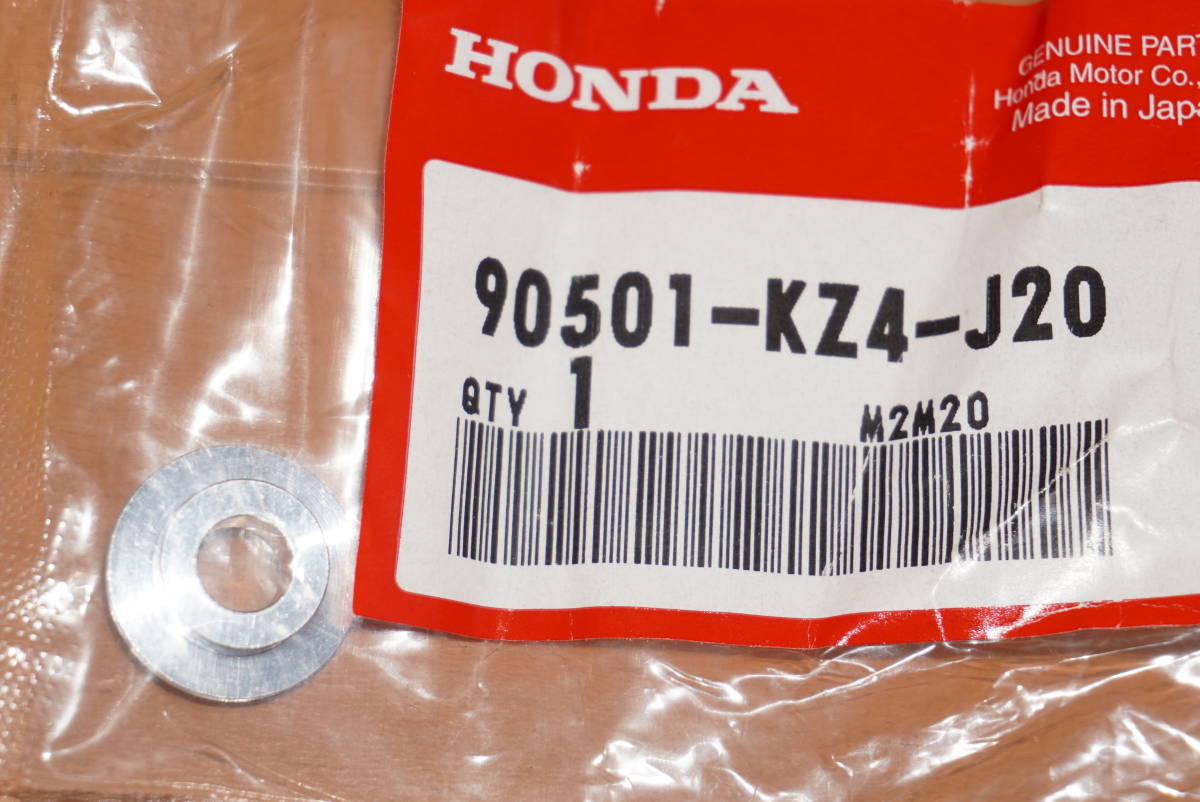 HONDA
GENUINE PART
Honda Motor Co.,
Made in Japa
90501-KZ4-J20
QTY 1 M2M20